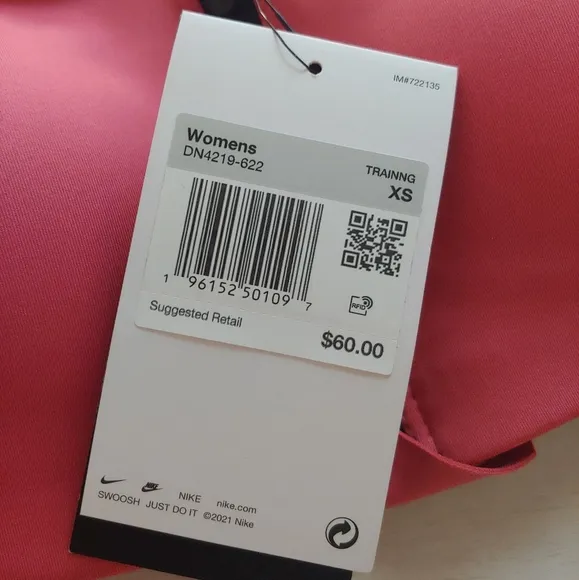 IM#722135
Womens
DN4219-622
TRAINNG
XS
1 96152 50109 7
RFID
Suggested Retail
$60.00
NIKE nike.com
SWOOSH JUST DO IT ©2021 Nike